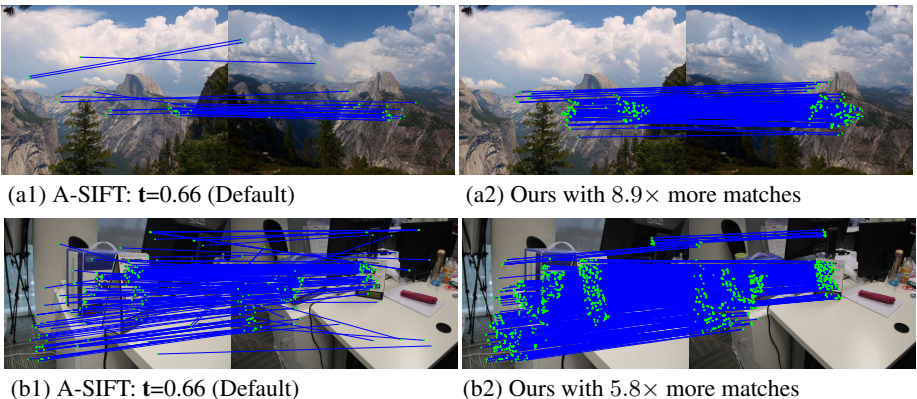 (a1) A-SIFT: t=0.66 (Default)
(a2) Ours with 8.9× more matches
(b1) A-SIFT: t=0.66 (Default)
(b2) Ours with 5.8× more matches